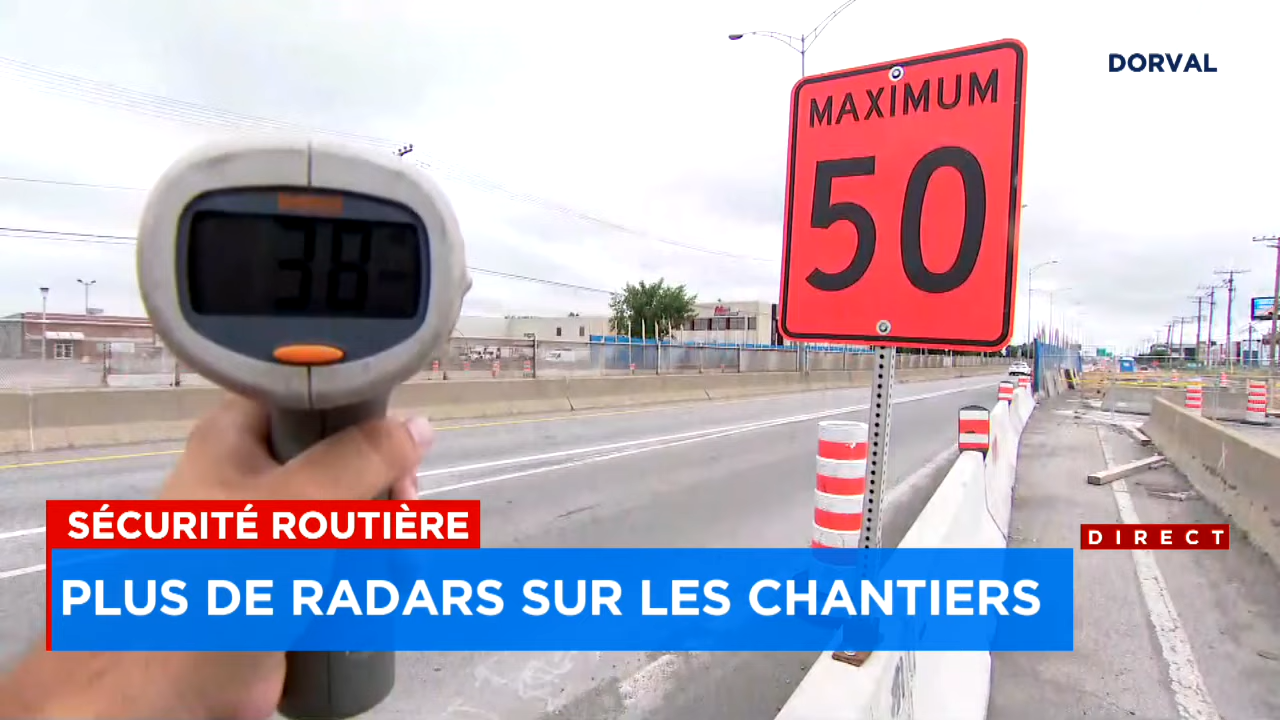 DORVAL
MAXIMUM
50
38
SÉCURITÉ ROUTIÈRE
PLUS DE RADARS SUR LES CHANTIERS
DIRECT